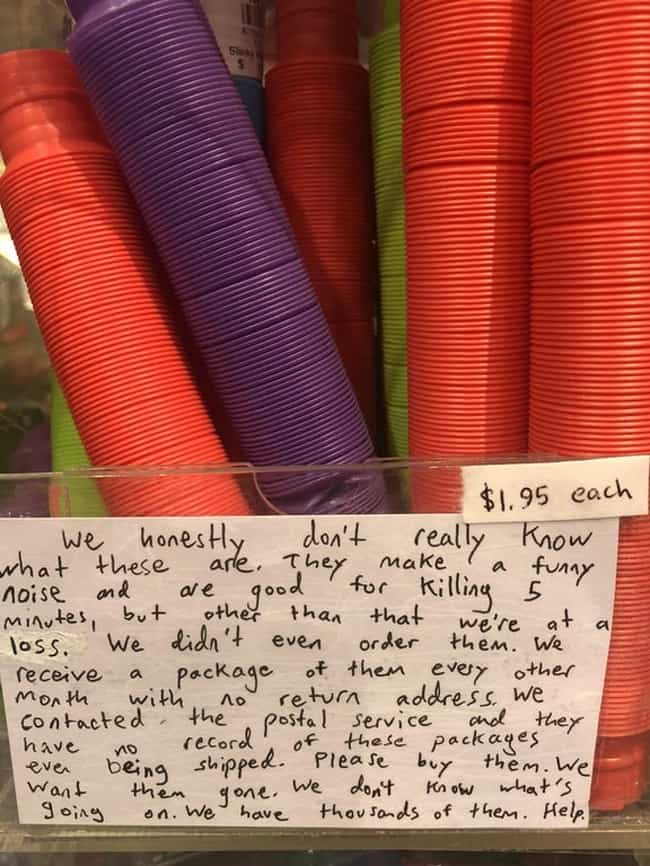 Slinky
$
$1.95 each
We honestly don't really know
what these are. They make a funny
noise and are good for killing 5
minutes, but other than that we're at a
loss. We didn't even order them. We
receive a package of them every other
month with no return address. We
contacted the postal service and they
have no record of these packages
ever being shipped. Please buy them. We
want them gone. We don't know what's
going on. We have thousands of them. Help.